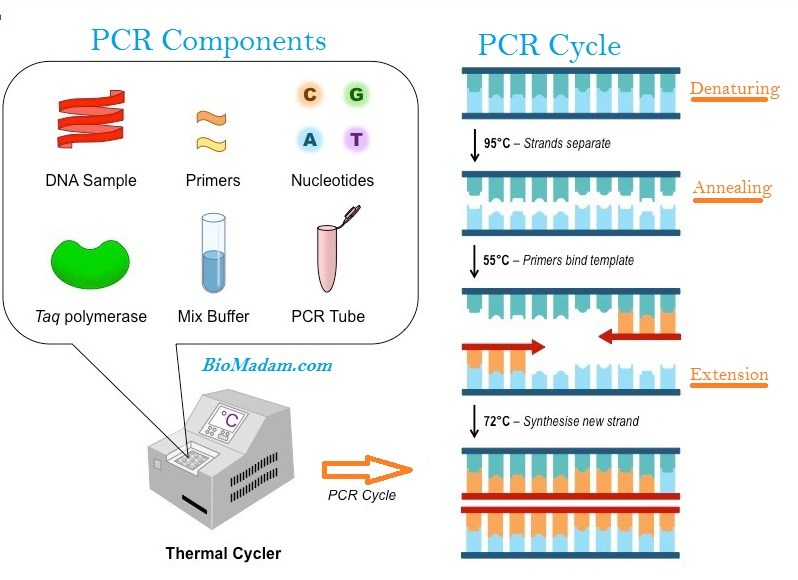 PCR Components
C G
A T
DNA Sample
Primers
Nucleotides
Taq polymerase
Mix Buffer
PCR Tube
BioMadam.com
°C
PCR Cycle
Thermal Cycler
PCR Cycle
Denaturing
95°C – Strands separate
Annealing
55°C – Primers bind template
Extension
72°C – Synthesise new strand